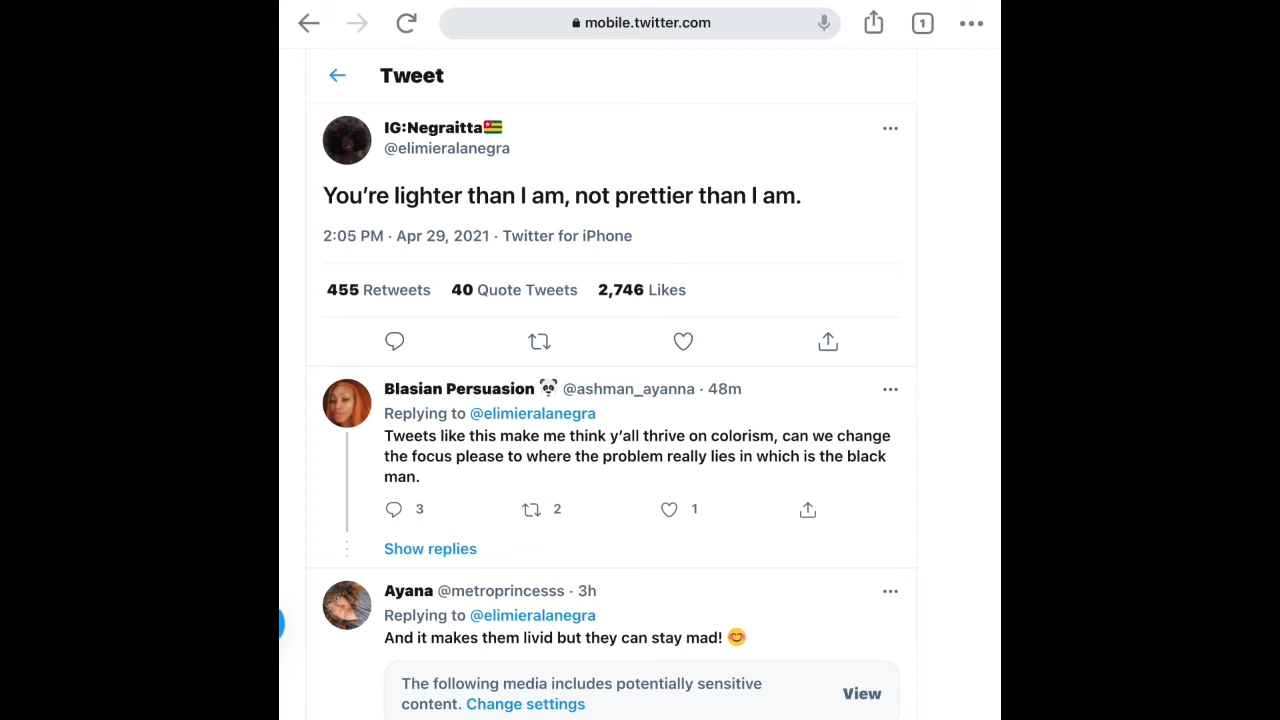 mobile.twitter.com
1
Tweet
IG:Negraitta🇹🇬
@elimieralanegra
You’re lighter than I am, not prettier than I am.
2:05 PM · Apr 29, 2021 · Twitter for iPhone
455 Retweets 40 Quote Tweets 2,746 Likes
Blasian Persuasion 🐼 @ashman_ayanna · 48m
Replying to @elimieralanegra
Tweets like this make me think y’all thrive on colorism, can we change
the focus please to where the problem really lies in which is the black
man.
3 2 1
Show replies
Ayana @metroprincesss · 3h
Replying to @elimieralanegra
And it makes them livid but they can stay mad! 😊
The following media includes potentially sensitive
content. Change settings
View